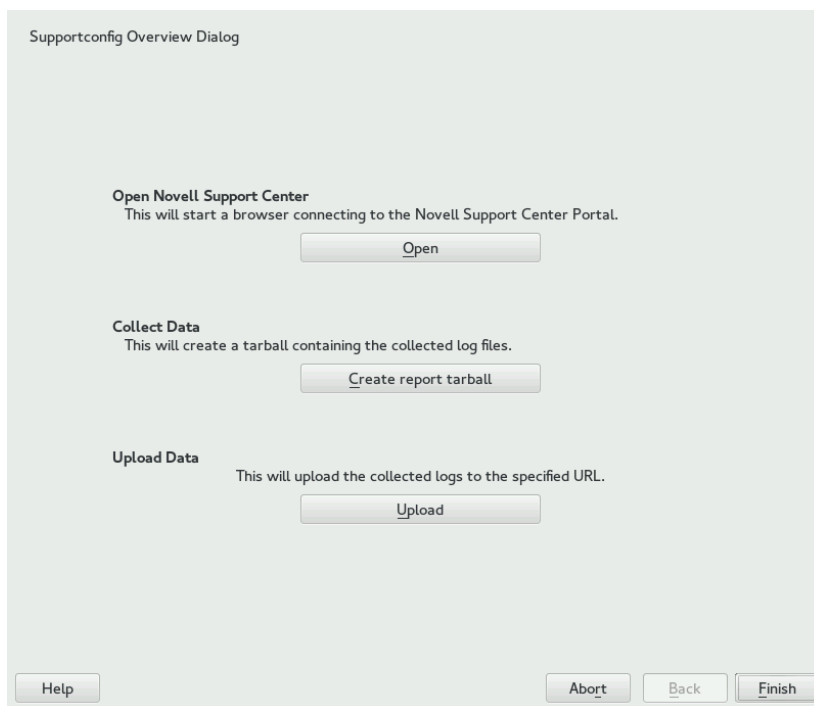 Supportconfig Overview Dialog
Open Novell Support Center
This will start a browser connecting to the Novell Support Center Portal.
Open
Collect Data
This will create a tarball containing the collected log files.
Create report tarball
Upload Data
This will upload the collected logs to the specified URL.
Upload
Help
Abort
Back
Finish